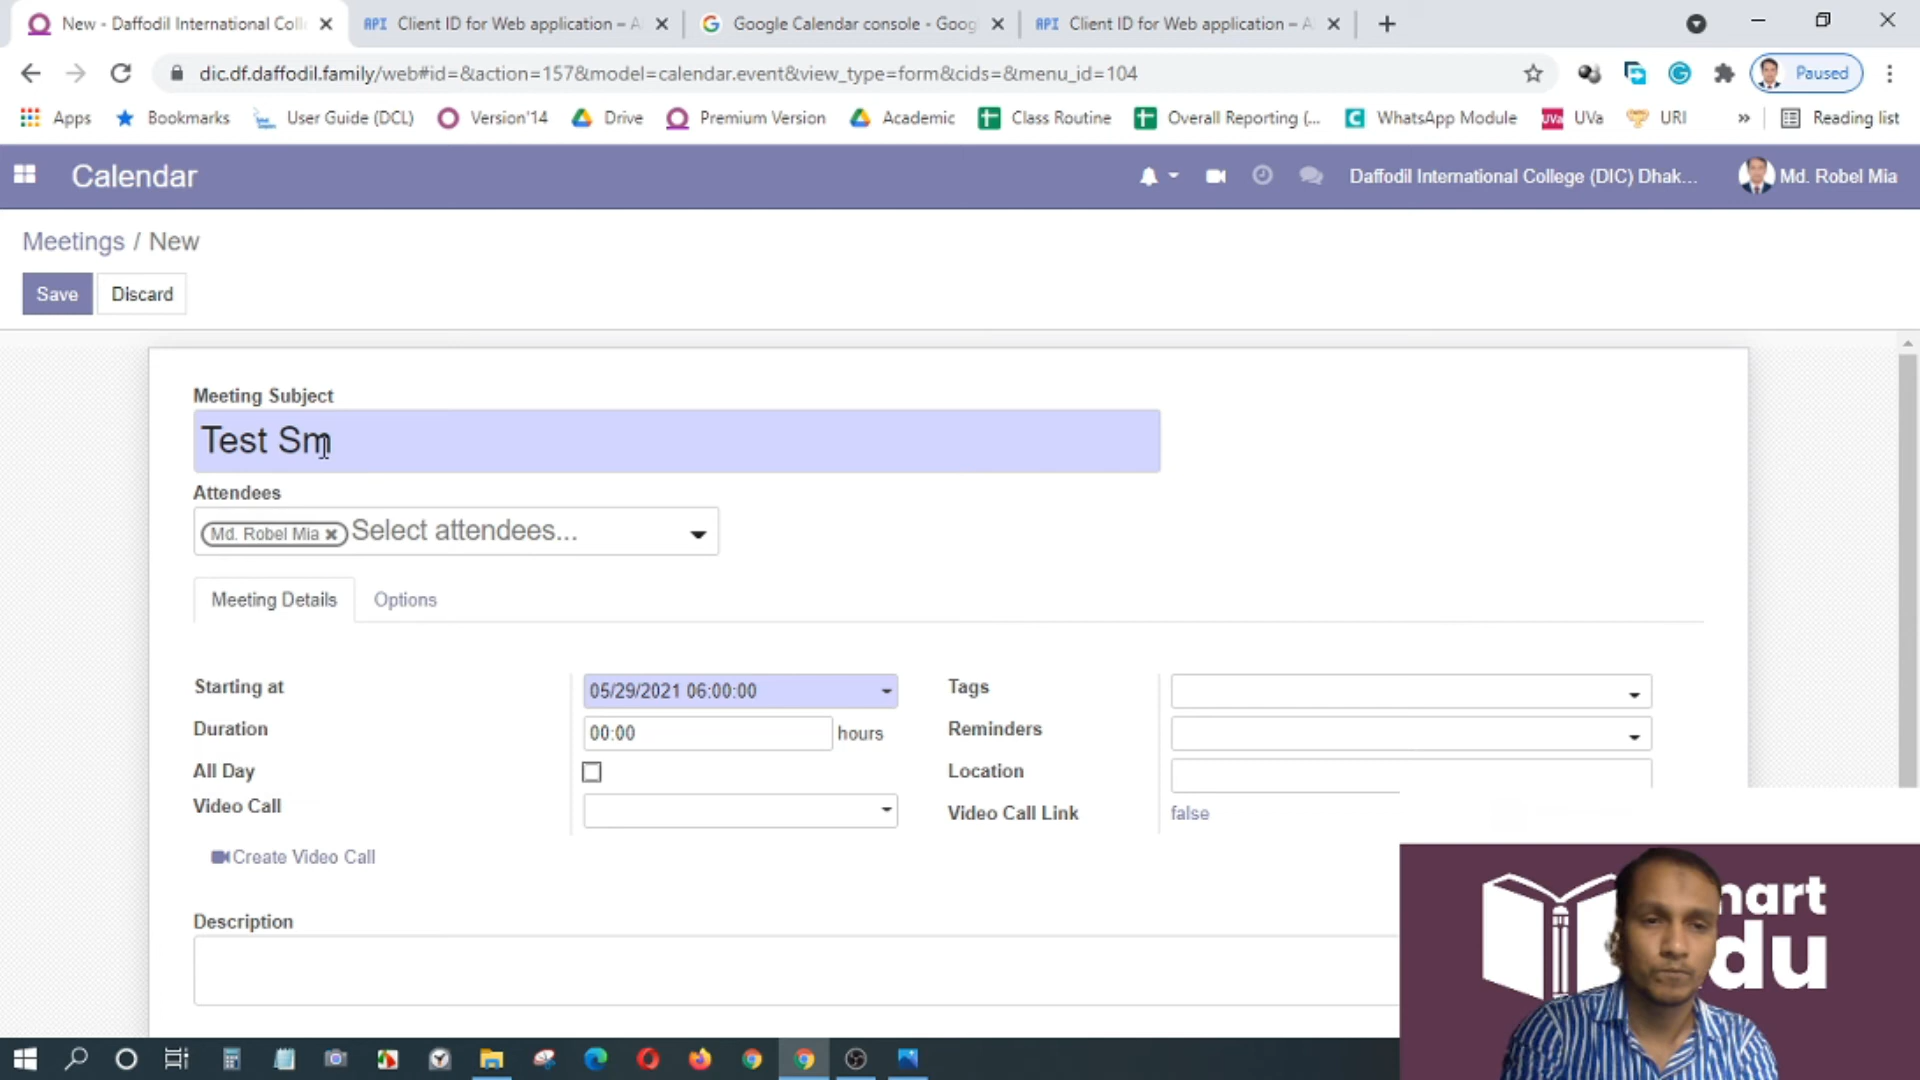 New - Daffodil International Coll
Client ID for Web application – A
Google Calendar console - Goog
Client ID for Web application – A
dic.df.daffodil.family/web#id=&action=157&model=calendar.event&view_type=form&cids=&menu_id=104
Paused
Apps
Bookmarks
User Guide (DCL)
Version'14
Drive
Premium Version
Academic
Class Routine
Overall Reporting (...
WhatsApp Module
UVa
URI
»
Reading list
Calendar
Daffodil International College (DIC) Dhak...
Md. Robel Mia
Meetings / New
Save
Discard
Meeting Subject
Test Sm
Attendees
Md. Robel Mia
Select attendees...
Meeting Details
Options
Starting at
05/29/2021 06:00:00
Tags
Duration
00:00
hours
Reminders
All Day
Location
Video Call
Video Call Link
false
Create Video Call
Description